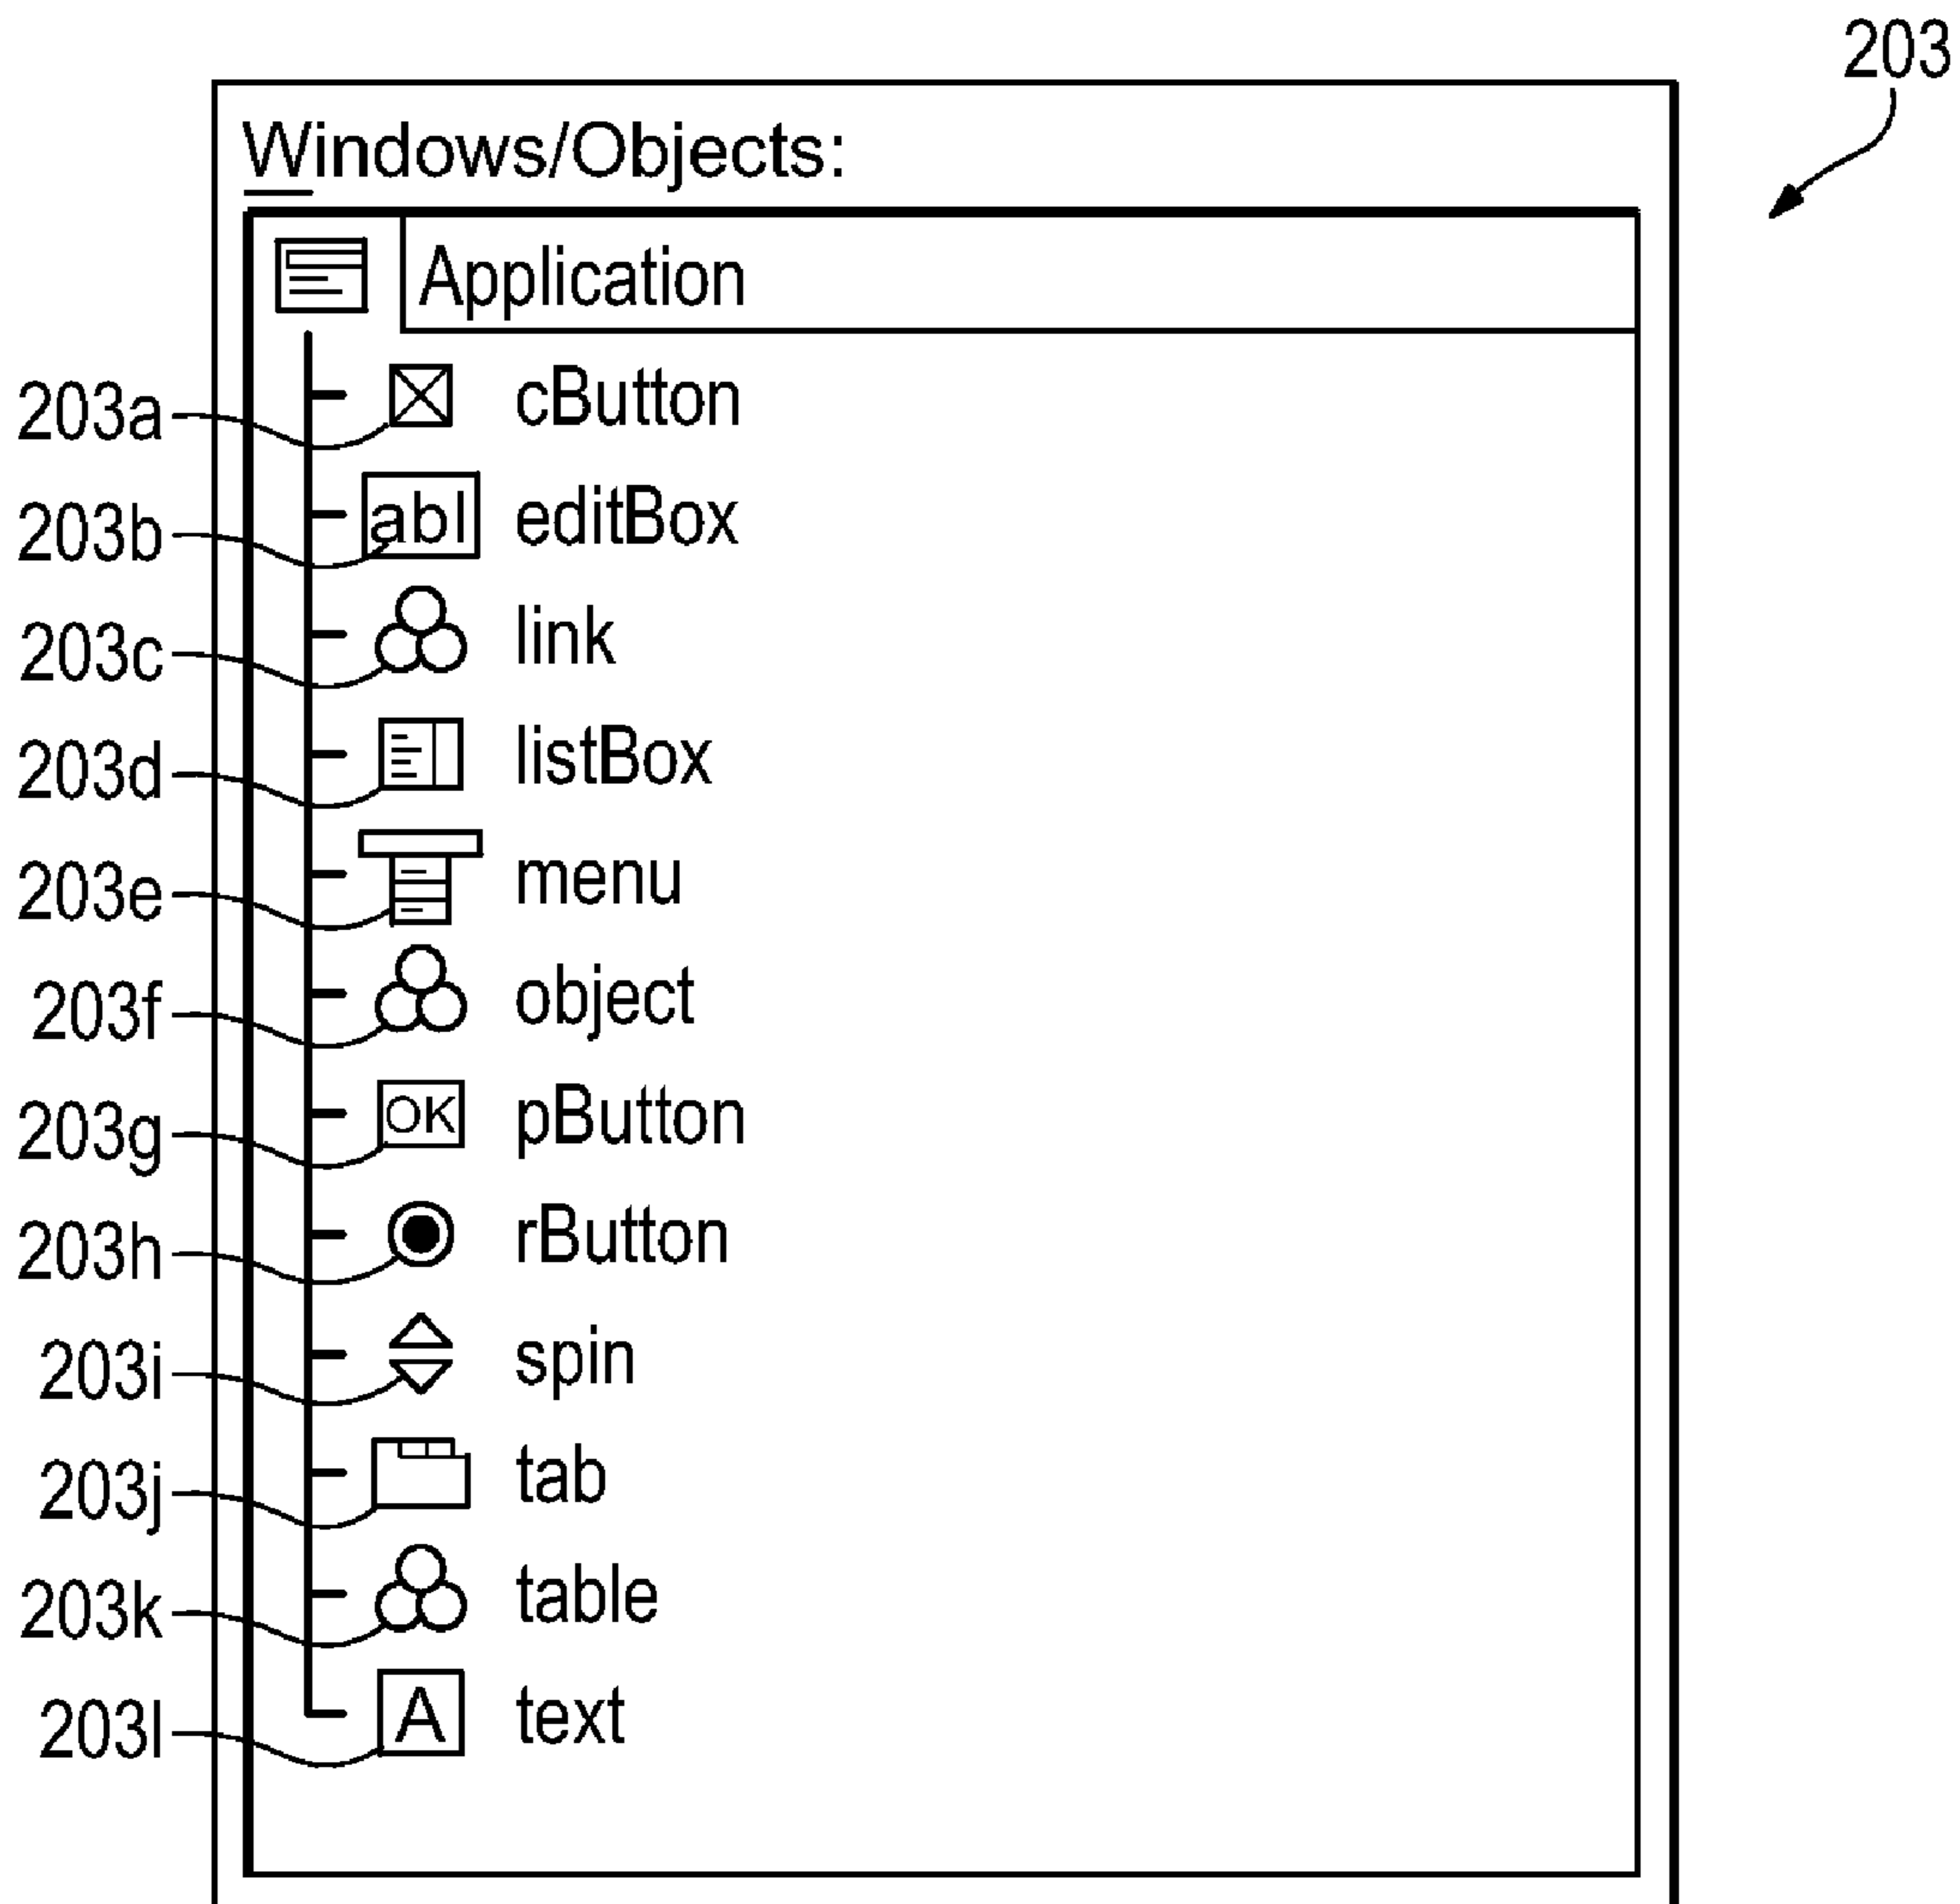 203
Windows/Objects:
Application
203a cButton
203b abl editBox
203c link
203d listBox
203e menu
203f object
203g OK pButton
203h rButton
203i spin
203j tab
203k table
203l A text